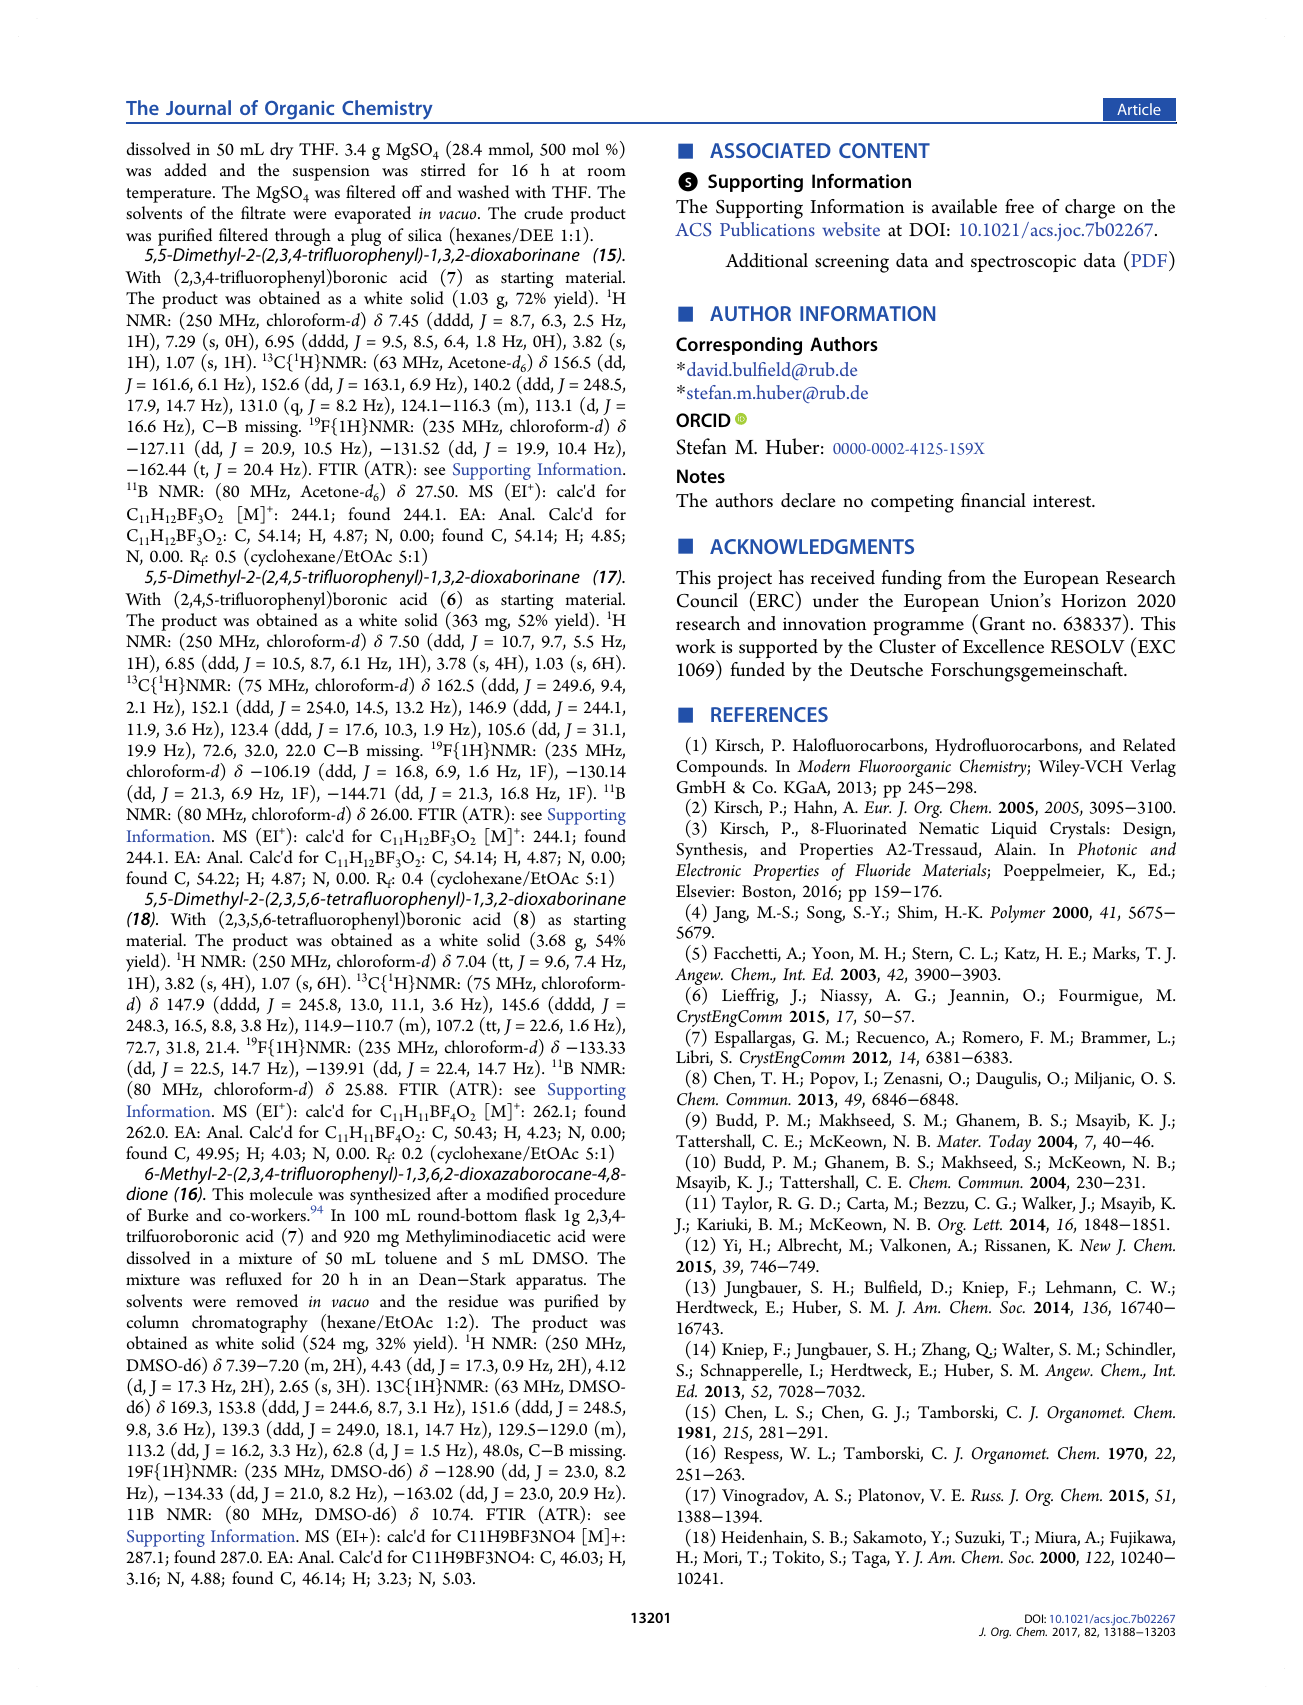 The Journal of Organic Chemistry
Article
dissolved in 50 mL dry THF. 3.4 g MgSO4 (28.4 mmol, 500 mol %)
was added and the suspension was stirred for 16 h at room
temperature. The MgSO4 was filtered off and washed with THF. The
solvents of the filtrate were evaporated in vacuo. The crude product
was purified filtered through a plug of silica (hexanes/DEE 1:1).
5,5-Dimethyl-2-(2,3,4-trifluorophenyl)-1,3,2-dioxaborinane (15).
With (2,3,4-trifluorophenyl)boronic acid (7) as starting material.
The product was obtained as a white solid (1.03 g, 72% yield). 1H
NMR: (250 MHz, chloroform-d) δ 7.45 (dddd, J = 8.7, 6.3, 2.5 Hz,
1H), 7.29 (s, 0H), 6.95 (dddd, J = 9.5, 8.5, 6.4, 1.8 Hz, 0H), 3.82 (s,
1H), 1.07 (s, 1H). 13C{1H}NMR: (63 MHz, Acetone-d6) δ 156.5 (dd,
J = 161.6, 6.1 Hz), 152.6 (dd, J = 163.1, 6.9 Hz), 140.2 (ddd, J = 248.5,
17.9, 14.7 Hz), 131.0 (q, J = 8.2 Hz), 124.1−116.3 (m), 113.1 (d, J =
16.6 Hz), C−B missing. 19F{1H}NMR: (235 MHz, chloroform-d) δ
−127.11 (dd, J = 20.9, 10.5 Hz), −131.52 (dd, J = 19.9, 10.4 Hz),
−162.44 (t, J = 20.4 Hz). FTIR (ATR): see Supporting Information.
11B NMR: (80 MHz, Acetone-d6) δ 27.50. MS (EI+): calc'd for
C11H12BF3O2 [M]+: 244.1; found 244.1. EA: Anal. Calc'd for
C11H12BF3O2: C, 54.14; H, 4.87; N, 0.00; found C, 54.14; H; 4.85;
N, 0.00. Rf: 0.5 (cyclohexane/EtOAc 5:1)
5,5-Dimethyl-2-(2,4,5-trifluorophenyl)-1,3,2-dioxaborinane (17).
With (2,4,5-trifluorophenyl)boronic acid (6) as starting material.
The product was obtained as a white solid (363 mg, 52% yield). 1H
NMR: (250 MHz, chloroform-d) δ 7.50 (ddd, J = 10.7, 9.7, 5.5 Hz,
1H), 6.85 (ddd, J = 10.5, 8.7, 6.1 Hz, 1H), 3.78 (s, 4H), 1.03 (s, 6H).
13C{1H}NMR: (75 MHz, chloroform-d) δ 162.5 (ddd, J = 249.6, 9.4,
2.1 Hz), 152.1 (ddd, J = 254.0, 14.5, 13.2 Hz), 146.9 (ddd, J = 244.1,
11.9, 3.6 Hz), 123.4 (ddd, J = 17.6, 10.3, 1.9 Hz), 105.6 (dd, J = 31.1,
19.9 Hz), 72.6, 32.0, 22.0 C−B missing. 19F{1H}NMR: (235 MHz,
chloroform-d) δ −106.19 (ddd, J = 16.8, 6.9, 1.6 Hz, 1F), −130.14
(dd, J = 21.3, 6.9 Hz, 1F), −144.71 (dd, J = 21.3, 16.8 Hz, 1F). 11B
NMR: (80 MHz, chloroform-d) δ 26.00. FTIR (ATR): see Supporting
Information. MS (EI+): calc'd for C11H12BF3O2 [M]+: 244.1; found
244.1. EA: Anal. Calc'd for C11H12BF3O2: C, 54.14; H, 4.87; N, 0.00;
found C, 54.22; H; 4.87; N, 0.00. Rf: 0.4 (cyclohexane/EtOAc 5:1)
5,5-Dimethyl-2-(2,3,5,6-tetrafluorophenyl)-1,3,2-dioxaborinane
(18). With (2,3,5,6-tetrafluorophenyl)boronic acid (8) as starting
material. The product was obtained as a white solid (3.68 g, 54%
yield). 1H NMR: (250 MHz, chloroform-d) δ 7.04 (tt, J = 9.6, 7.4 Hz,
1H), 3.82 (s, 4H), 1.07 (s, 6H). 13C{1H}NMR: (75 MHz, chloroform-
d) δ 147.9 (dddd, J = 245.8, 13.0, 11.1, 3.6 Hz), 145.6 (dddd, J =
248.3, 16.5, 8.8, 3.8 Hz), 114.9−110.7 (m), 107.2 (tt, J = 22.6, 1.6 Hz),
72.7, 31.8, 21.4. 19F{1H}NMR: (235 MHz, chloroform-d) δ −133.33
(dd, J = 22.5, 14.7 Hz), −139.91 (dd, J = 22.4, 14.7 Hz). 11B NMR:
(80 MHz, chloroform-d) δ 25.88. FTIR (ATR): see Supporting
Information. MS (EI+): calc'd for C11H11BF4O2 [M]+: 262.1; found
262.0. EA: Anal. Calc'd for C11H11BF4O2: C, 50.43; H, 4.23; N, 0.00;
found C, 49.95; H; 4.03; N, 0.00. Rf: 0.2 (cyclohexane/EtOAc 5:1)
6-Methyl-2-(2,3,4-trifluorophenyl)-1,3,6,2-dioxazaborocane-4,8-
dione (16). This molecule was synthesized after a modified procedure
of Burke and co-workers.94 In 100 mL round-bottom flask 1g 2,3,4-
trilfuoroboronic acid (7) and 920 mg Methyliminodiacetic acid were
dissolved in a mixture of 50 mL toluene and 5 mL DMSO. The
mixture was refluxed for 20 h in an Dean−Stark apparatus. The
solvents were removed in vacuo and the residue was purified by
column chromatography (hexane/EtOAc 1:2). The product was
obtained as white solid (524 mg, 32% yield). 1H NMR: (250 MHz,
DMSO-d6) δ 7.39−7.20 (m, 2H), 4.43 (dd, J = 17.3, 0.9 Hz, 2H), 4.12
(d, J = 17.3 Hz, 2H), 2.65 (s, 3H). 13C{1H}NMR: (63 MHz, DMSO-
d6) δ 169.3, 153.8 (ddd, J = 244.6, 8.7, 3.1 Hz), 151.6 (ddd, J = 248.5,
9.8, 3.6 Hz), 139.3 (ddd, J = 249.0, 18.1, 14.7 Hz), 129.5−129.0 (m),
113.2 (dd, J = 16.2, 3.3 Hz), 62.8 (d, J = 1.5 Hz), 48.0s, C−B missing.
19F{1H}NMR: (235 MHz, DMSO-d6) δ −128.90 (dd, J = 23.0, 8.2
Hz), −134.33 (dd, J = 21.0, 8.2 Hz), −163.02 (dd, J = 23.0, 20.9 Hz).
11B NMR: (80 MHz, DMSO-d6) δ 10.74. FTIR (ATR): see
Supporting Information. MS (EI+): calc'd for C11H9BF3NO4 [M]+:
287.1; found 287.0. EA: Anal. Calc'd for C11H9BF3NO4: C, 46.03; H,
3.16; N, 4.88; found C, 46.14; H; 3.23; N, 5.03.
ASSOCIATED CONTENT
S Supporting Information
The Supporting Information is available free of charge on the
ACS Publications website at DOI: 10.1021/acs.joc.7b02267.
Additional screening data and spectroscopic data (PDF)
AUTHOR INFORMATION
Corresponding Authors
*david.bulfield@rub.de
*stefan.m.huber@rub.de
ORCID iD
Stefan M. Huber: 0000-0002-4125-159X
Notes
The authors declare no competing financial interest.
ACKNOWLEDGMENTS
This project has received funding from the European Research
Council (ERC) under the European Union's Horizon 2020
research and innovation programme (Grant no. 638337). This
work is supported by the Cluster of Excellence RESOLV (EXC
1069) funded by the Deutsche Forschungsgemeinschaft.
REFERENCES
(1) Kirsch, P. Halofluorocarbons, Hydrofluorocarbons, and Related
Compounds. In Modern Fluoroorganic Chemistry; Wiley-VCH Verlag
GmbH & Co. KGaA, 2013; pp 245−298.
(2) Kirsch, P.; Hahn, A. Eur. J. Org. Chem. 2005, 2005, 3095−3100.
(3) Kirsch, P., 8-Fluorinated Nematic Liquid Crystals: Design,
Synthesis, and Properties A2-Tressaud, Alain. In Photonic and
Electronic Properties of Fluoride Materials; Poeppelmeier, K., Ed.;
Elsevier: Boston, 2016; pp 159−176.
(4) Jang, M.-S.; Song, S.-Y.; Shim, H.-K. Polymer 2000, 41, 5675−
5679.
(5) Facchetti, A.; Yoon, M. H.; Stern, C. L.; Katz, H. E.; Marks, T. J.
Angew. Chem., Int. Ed. 2003, 42, 3900−3903.
(6) Lieffrig, J.; Niassy, A. G.; Jeannin, O.; Fourmigue, M.
CrystEngComm 2015, 17, 50−57.
(7) Espallargas, G. M.; Recuenco, A.; Romero, F. M.; Brammer, L.;
Libri, S. CrystEngComm 2012, 14, 6381−6383.
(8) Chen, T. H.; Popov, I.; Zenasni, O.; Daugulis, O.; Miljanic, O. S.
Chem. Commun. 2013, 49, 6846−6848.
(9) Budd, P. M.; Makhseed, S. M.; Ghanem, B. S.; Msayib, K. J.;
Tattershall, C. E.; McKeown, N. B. Mater. Today 2004, 7, 40−46.
(10) Budd, P. M.; Ghanem, B. S.; Makhseed, S.; McKeown, N. B.;
Msayib, K. J.; Tattershall, C. E. Chem. Commun. 2004, 230−231.
(11) Taylor, R. G. D.; Carta, M.; Bezzu, C. G.; Walker, J.; Msayib, K.
J.; Kariuki, B. M.; McKeown, N. B. Org. Lett. 2014, 16, 1848−1851.
(12) Yi, H.; Albrecht, M.; Valkonen, A.; Rissanen, K. New J. Chem.
2015, 39, 746−749.
(13) Jungbauer, S. H.; Bulfield, D.; Kniep, F.; Lehmann, C. W.;
Herdtweck, E.; Huber, S. M. J. Am. Chem. Soc. 2014, 136, 16740−
16743.
(14) Kniep, F.; Jungbauer, S. H.; Zhang, Q.; Walter, S. M.; Schindler,
S.; Schnapperelle, I.; Herdtweck, E.; Huber, S. M. Angew. Chem., Int.
Ed. 2013, 52, 7028−7032.
(15) Chen, L. S.; Chen, G. J.; Tamborski, C. J. Organomet. Chem.
1981, 215, 281−291.
(16) Respess, W. L.; Tamborski, C. J. Organomet. Chem. 1970, 22,
251−263.
(17) Vinogradov, A. S.; Platonov, V. E. Russ. J. Org. Chem. 2015, 51,
1388−1394.
(18) Heidenhain, S. B.; Sakamoto, Y.; Suzuki, T.; Miura, A.; Fujikawa,
H.; Mori, T.; Tokito, S.; Taga, Y. J. Am. Chem. Soc. 2000, 122, 10240−
10241.
13201
DOI: 10.1021/acs.joc.7b02267
J. Org. Chem. 2017, 82, 13188−13203